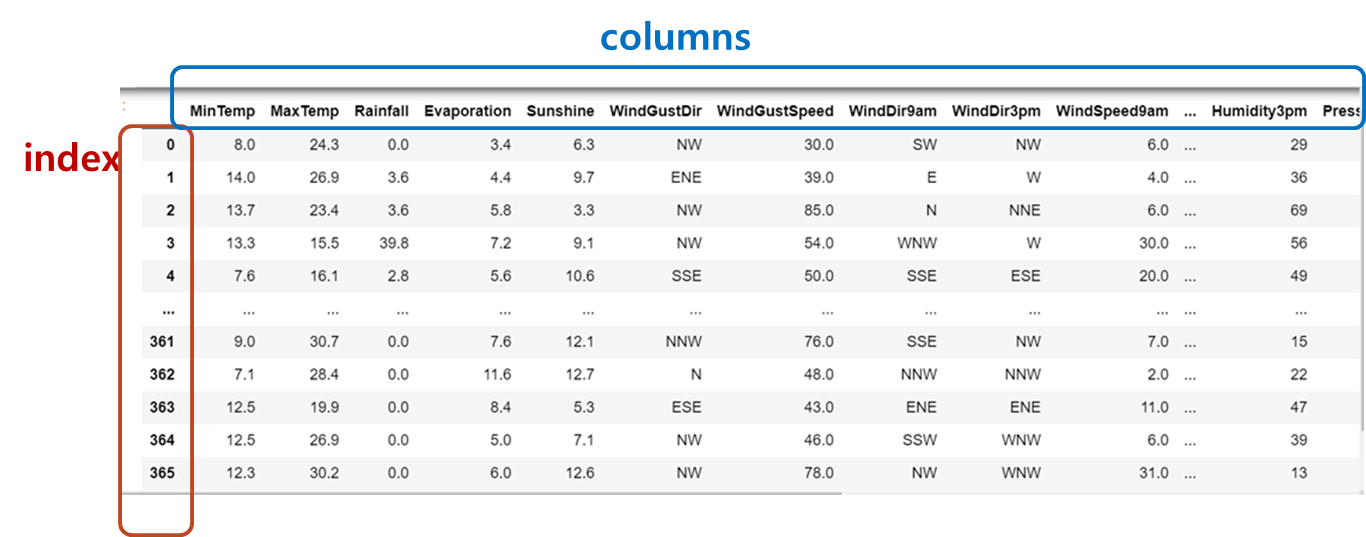 columns
MinTemp MaxTemp Rainfall Evaporation Sunshine WindGustDir WindGustSpeed WindDir9am WindDir3pm WindSpeed9am ... Humidity3pm Press
index
0 8.0 24.3 0.0 3.4 6.3 NW 30.0 SW NW 6.0 ... 29
1 14.0 26.9 3.6 4.4 9.7 ENE 39.0 E W 4.0 ... 36
2 13.7 23.4 3.6 5.8 3.3 NW 85.0 N NNE 6.0 ... 69
3 13.3 15.5 39.8 7.2 9.1 NW 54.0 WNW W 30.0 ... 56
4 7.6 16.1 2.8 5.6 10.6 SSE 50.0 SSE ESE 20.0 ... 49
... ... ... ... ... ... ... ... ... ... ... ... ...
361 9.0 30.7 0.0 7.6 12.1 NNW 76.0 SSE NW 7.0 ... 15
362 7.1 28.4 0.0 11.6 12.7 N 48.0 NNW NNW 2.0 ... 22
363 12.5 19.9 0.0 8.4 5.3 ESE 43.0 ENE ENE 11.0 ... 47
364 12.5 26.9 0.0 5.0 7.1 NW 46.0 SSW WNW 6.0 ... 39
365 12.3 30.2 0.0 6.0 12.6 NW 78.0 NW WNW 31.0 ... 13